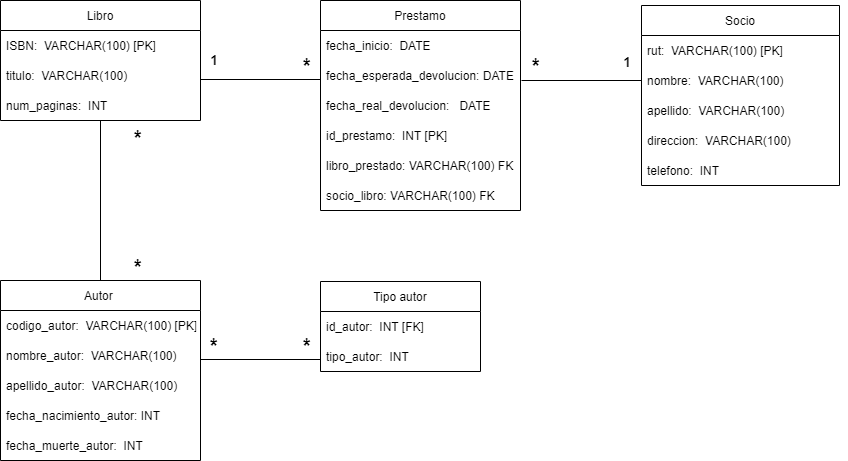 Libro
ISBN: VARCHAR(100) [PK]
titulo: VARCHAR(100)
num_paginas: INT
1
*
Prestamo
fecha_inicio: DATE
fecha_esperada_devolucion: DATE
fecha_real_devolucion: DATE
id_prestamo: INT [PK]
libro_prestado: VARCHAR(100) FK
socio_libro: VARCHAR(100) FK
*
1
Socio
rut: VARCHAR(100) [PK]
nombre: VARCHAR(100)
apellido: VARCHAR(100)
direccion: VARCHAR(100)
telefono: INT
*
*
Autor
codigo_autor: VARCHAR(100) [PK]
nombre_autor: VARCHAR(100)
apellido_autor: VARCHAR(100)
fecha_nacimiento_autor: INT
fecha_muerte_autor: INT
*
*
Tipo autor
id_autor: INT [FK]
tipo_autor: INT